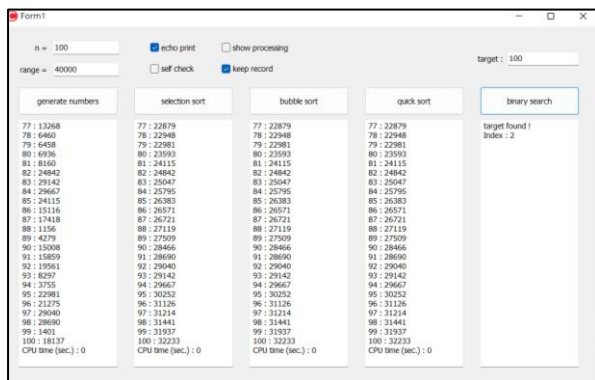 Form1
n = 100
echo print
show processing
range = 40000
self check
keep record
target : 100
generate numbers
selection sort
bubble sort
quick sort
binary search
77 : 13268
78 : 6460
79 : 6458
80 : 6936
81 : 8160
82 : 24842
83 : 29142
84 : 29667
85 : 24115
86 : 15116
87 : 17418
88 : 1156
89 : 4279
90 : 15008
91 : 15859
92 : 19561
93 : 8297
94 : 3755
95 : 22981
96 : 21275
97 : 29040
98 : 28690
99 : 1401
100 : 18137
CPU time (sec.) : 0
77 : 22879
78 : 22948
79 : 22981
80 : 23593
81 : 24115
82 : 24842
83 : 25047
84 : 25795
85 : 26383
86 : 26571
87 : 26721
88 : 27119
89 : 27509
90 : 28466
91 : 28690
92 : 29040
93 : 29142
94 : 29667
95 : 30252
96 : 31126
97 : 31214
98 : 31441
99 : 31937
100 : 32233
CPU time (sec.) : 0
77 : 22879
78 : 22948
79 : 22981
80 : 23593
81 : 24115
82 : 24842
83 : 25047
84 : 25795
85 : 26383
86 : 26571
87 : 26721
88 : 27119
89 : 27509
90 : 28466
91 : 28690
92 : 29040
93 : 29142
94 : 29667
95 : 30252
96 : 31126
97 : 31214
98 : 31441
99 : 31937
100 : 32233
CPU time (sec.) : 0
77 : 22879
78 : 22948
79 : 22981
80 : 23593
81 : 24115
82 : 24842
83 : 25047
84 : 25795
85 : 26383
86 : 26571
87 : 26721
88 : 27119
89 : 27509
90 : 28466
91 : 28690
92 : 29040
93 : 29142
94 : 29667
95 : 30252
96 : 31126
97 : 31214
98 : 31441
99 : 31937
100 : 32233
CPU time (sec.) : 0
target found !
Index : 2